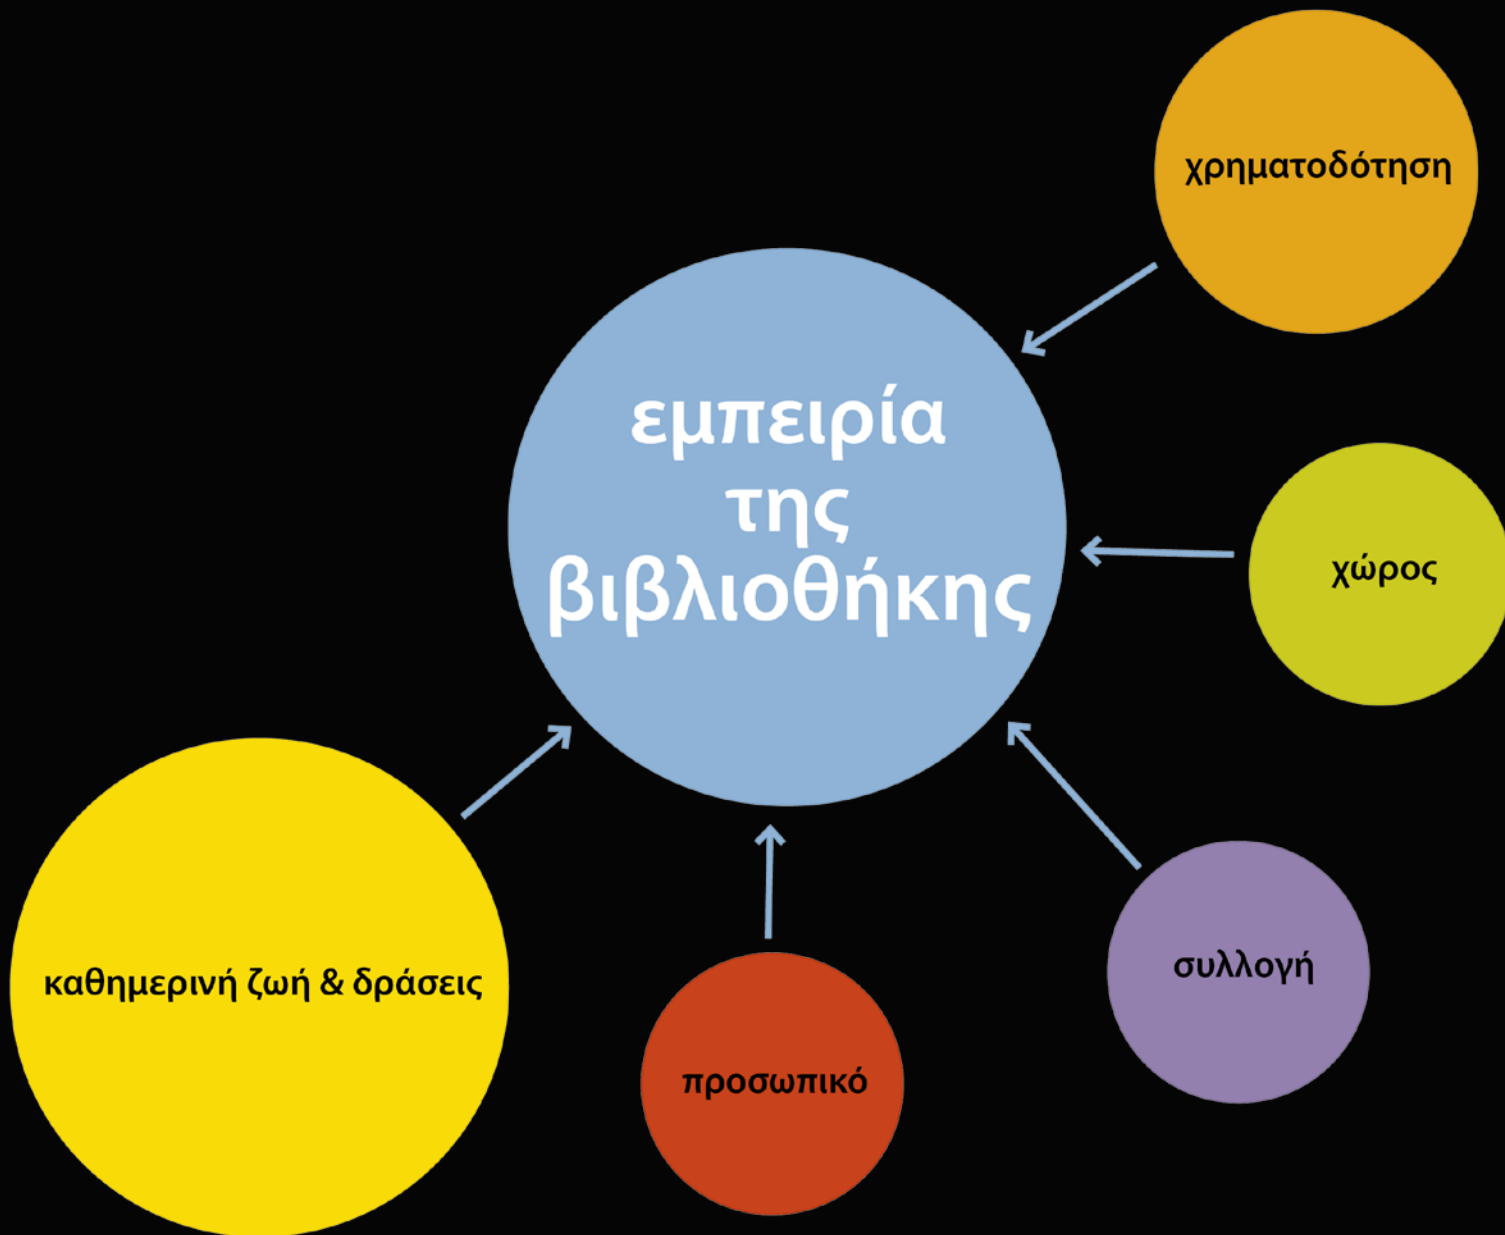 χρηματοδότηση
εμπειρία
της
βιβλιοθήκης
χώρος
καθημερινή ζωή & δράσεις
συλλογή
προσωπικό